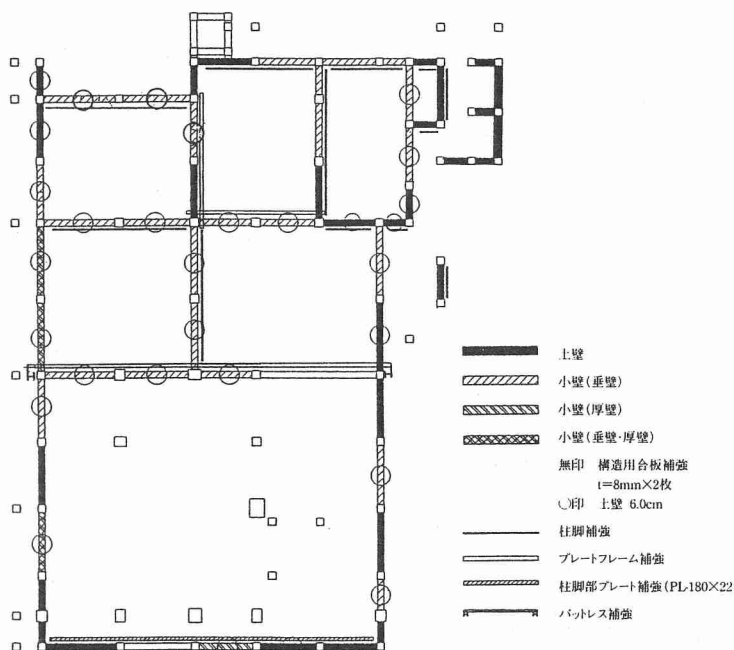 土壁
小壁(垂壁)
小壁(厚壁)
小壁(垂壁・厚壁)
無印 構造用合板補強
t=8mm×2枚
○印 土壁 6.0cm
柱脚補強
プレートフレーム補強
柱脚部プレート補強(PL-180×22
バットレス補強